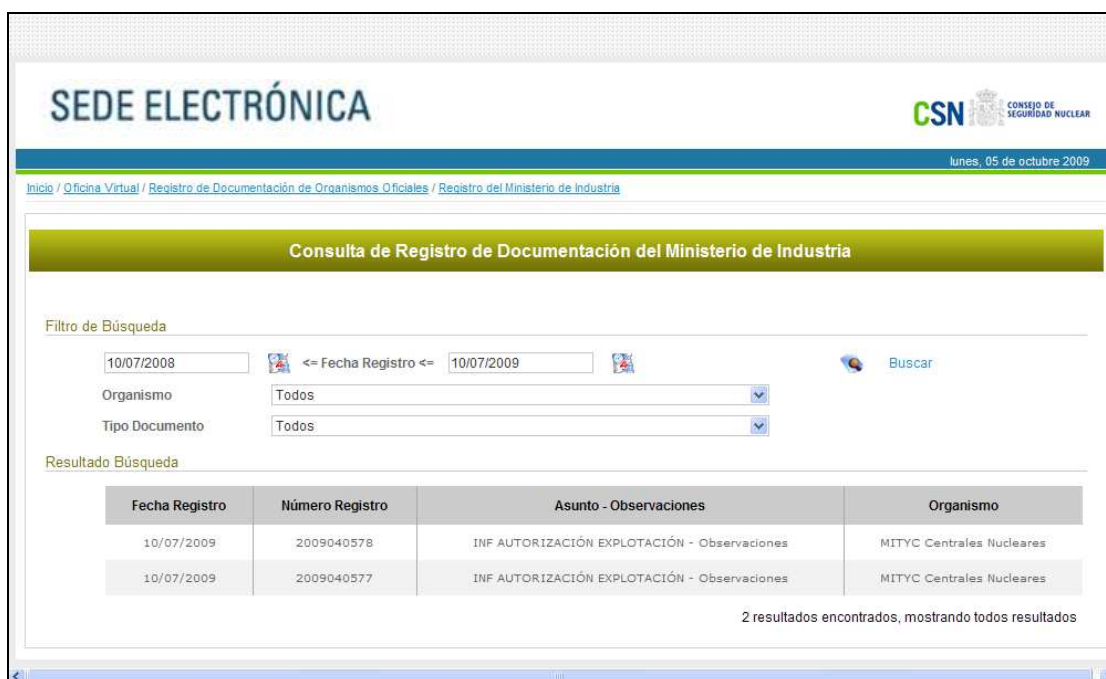 SEDE ELECTRÓNICA
CSN CONSEJO DE
SEGURIDAD NUCLEAR
lunes, 05 de octubre 2009
Inicio / Oficina Virtual / Registro de Documentación de Organismos Oficiales / Registro del Ministerio de Industria
Consulta de Registro de Documentación del Ministerio de Industria
Filtro de Búsqueda
10/07/2008 <= Fecha Registro <= 10/07/2009 Buscar
Organismo Todos
Tipo Documento Todos
Resultado Búsqueda
Fecha Registro Número Registro Asunto - Observaciones Organismo
10/07/2009 2009040578 INF AUTORIZACIÓN EXPLOTACIÓN - Observaciones MITYC Centrales Nucleares
10/07/2009 2009040577 INF AUTORIZACIÓN EXPLOTACIÓN - Observaciones MITYC Centrales Nucleares
2 resultados encontrados, mostrando todos resultados